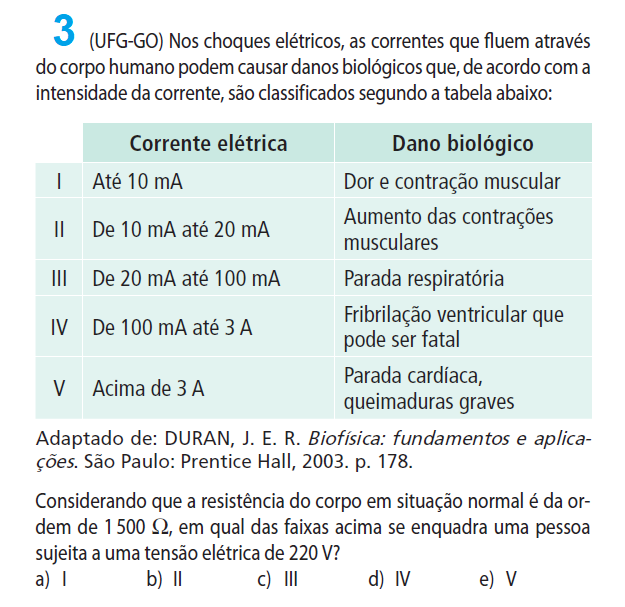 3 (UFG-GO) Nos choques elétricos, as correntes que fluem através
do corpo humano podem causar danos biológicos que, de acordo com a
intensidade da corrente, são classificados segundo a tabela abaixo:
Corrente elétrica Dano biológico
I Até 10 mA Dor e contração muscular
II De 10 mA até 20 mA Aumento das contrações
musculares
III De 20 mA até 100 mA Parada respiratória
IV De 100 mA até 3 A Fribrilação ventricular que
pode ser fatal
V Acima de 3 A Parada cardíaca,
queimaduras graves
Adaptado de: DURAN, J. E. R. Biofísica: fundamentos e aplica-
ções. São Paulo: Prentice Hall, 2003. p. 178.
Considerando que a resistência do corpo em situação normal é da or-
dem de 1 500 Ω, em qual das faixas acima se enquadra uma pessoa
sujeita a uma tensão elétrica de 220 V?
a) I b) II c) III d) IV e) V